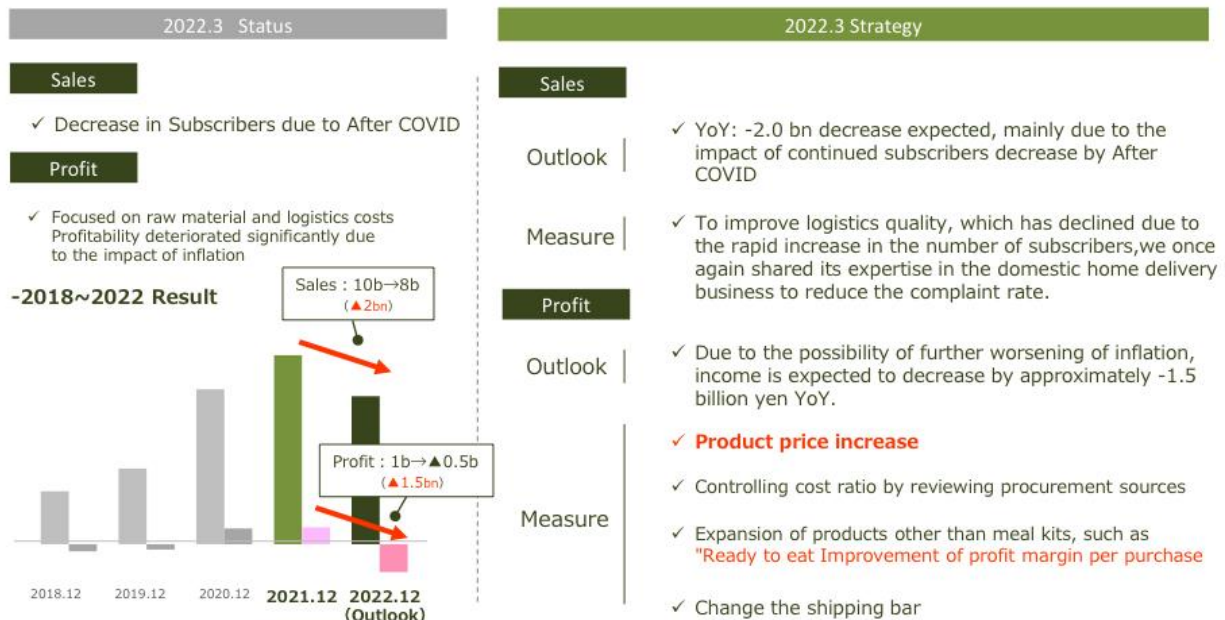 2022.3 Status
Sales
✓ Decrease in Subscribers due to After COVID
Profit
✓ Focused on raw material and logistics costs
Profitability deteriorated significantly due
to the impact of inflation
-2018~2022 Result
Sales : 10b→8b
(▲2bn)
Profit : 1b→▲0.5b
(▲1.5bn)
2018.12
2019.12
2020.12
2021.12
2022.12
(Outlook)
2022.3 Strategy
Sales
Outlook
✓ YoY: -2.0 bn decrease expected, mainly due to the
impact of continued subscribers decrease by After
COVID
Measure
✓ To improve logistics quality, which has declined due to
the rapid increase in the number of subscribers,we once
again shared its expertise in the domestic home delivery
business to reduce the complaint rate.
Profit
Outlook
✓ Due to the possibility of further worsening of inflation,
income is expected to decrease by approximately -1.5
billion yen YoY.
Measure
✓ Product price increase
✓ Controlling cost ratio by reviewing procurement sources
✓ Expansion of products other than meal kits, such as
"Ready to eat Improvement of profit margin per purchase
✓ Change the shipping bar